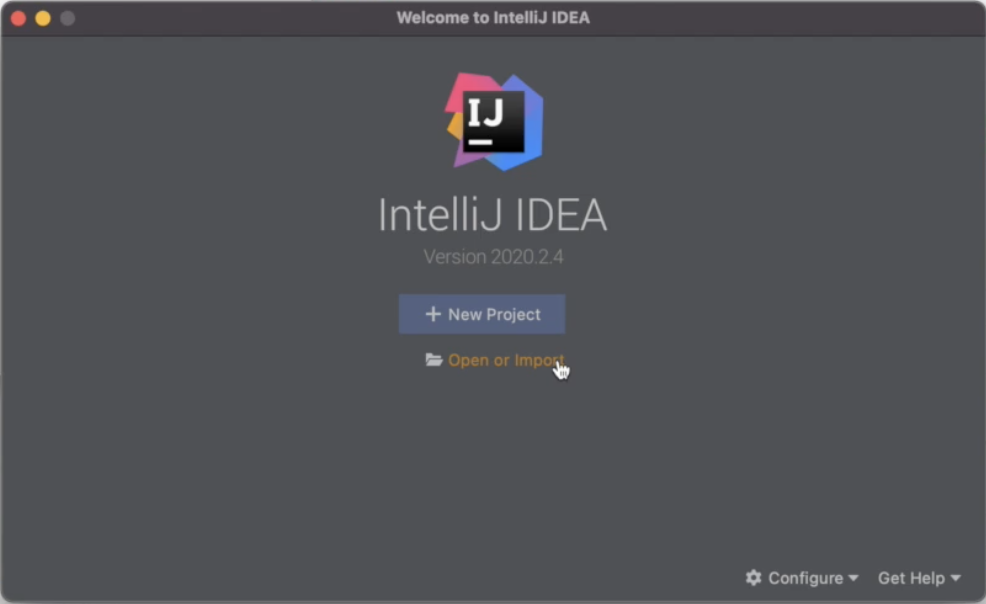 Welcome to IntelliJ IDEA
IJ
IntelliJ IDEA
Version 2020.2.4
New Project
Open or Import
Configure
Get Help